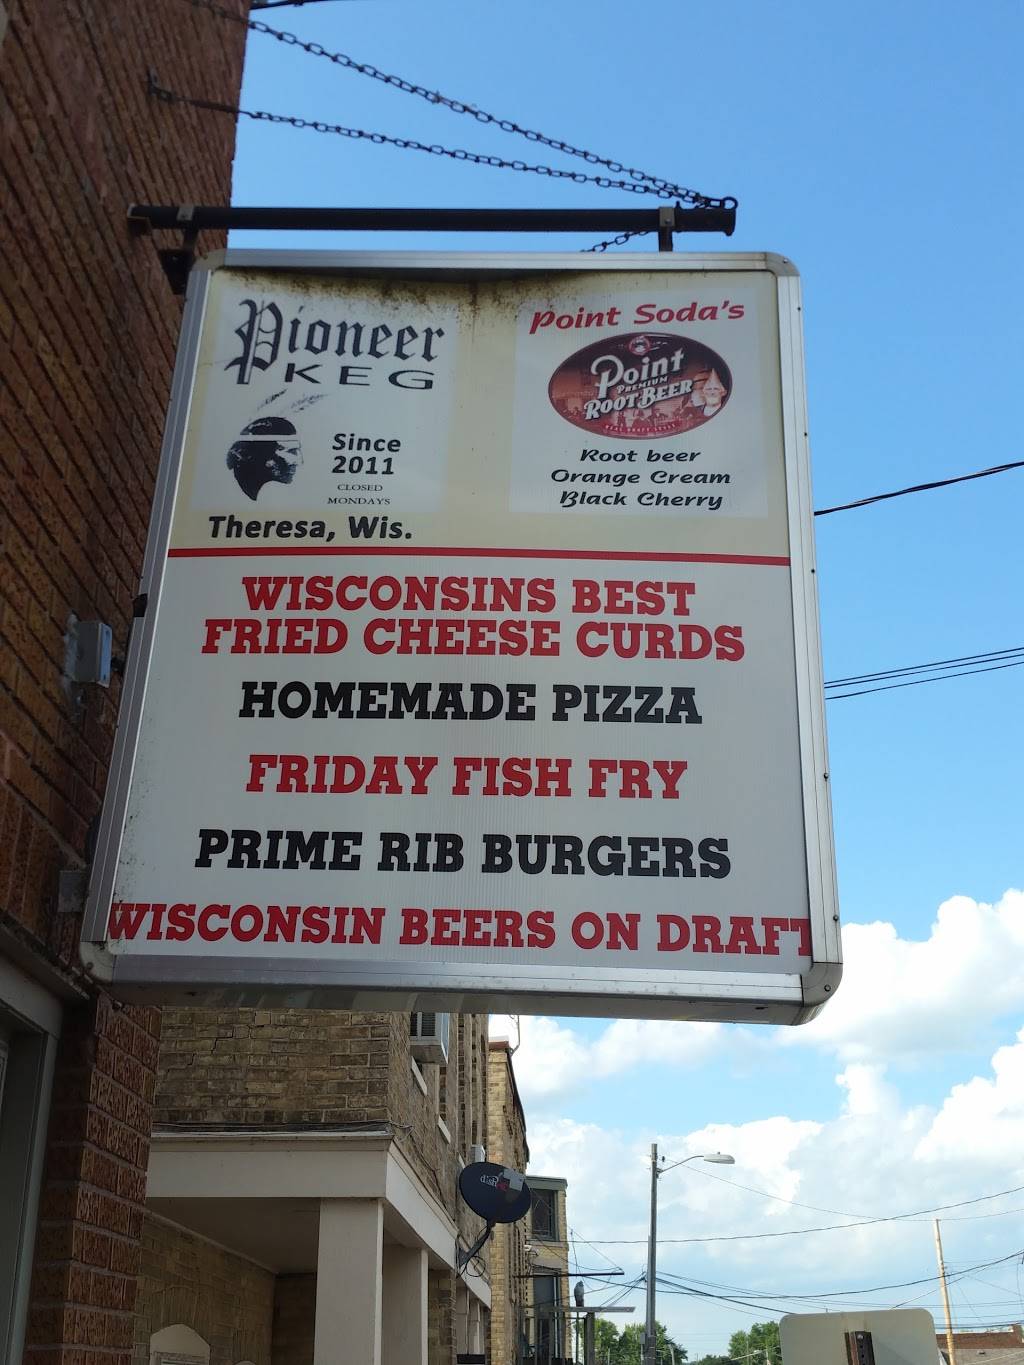 Pioneer
KEG
Since
2011
CLOSED
MONDAYS
Theresa, Wis.
Point Soda's
Point
PREMIUM
ROOT BEER
Root beer
Orange Cream
Black Cherry
WISCONSINS BEST
FRIED CHEESE CURDS
HOMEMADE PIZZA
FRIDAY FISH FRY
PRIME RIB BURGERS
WISCONSIN BEERS ON DRAFT
dish